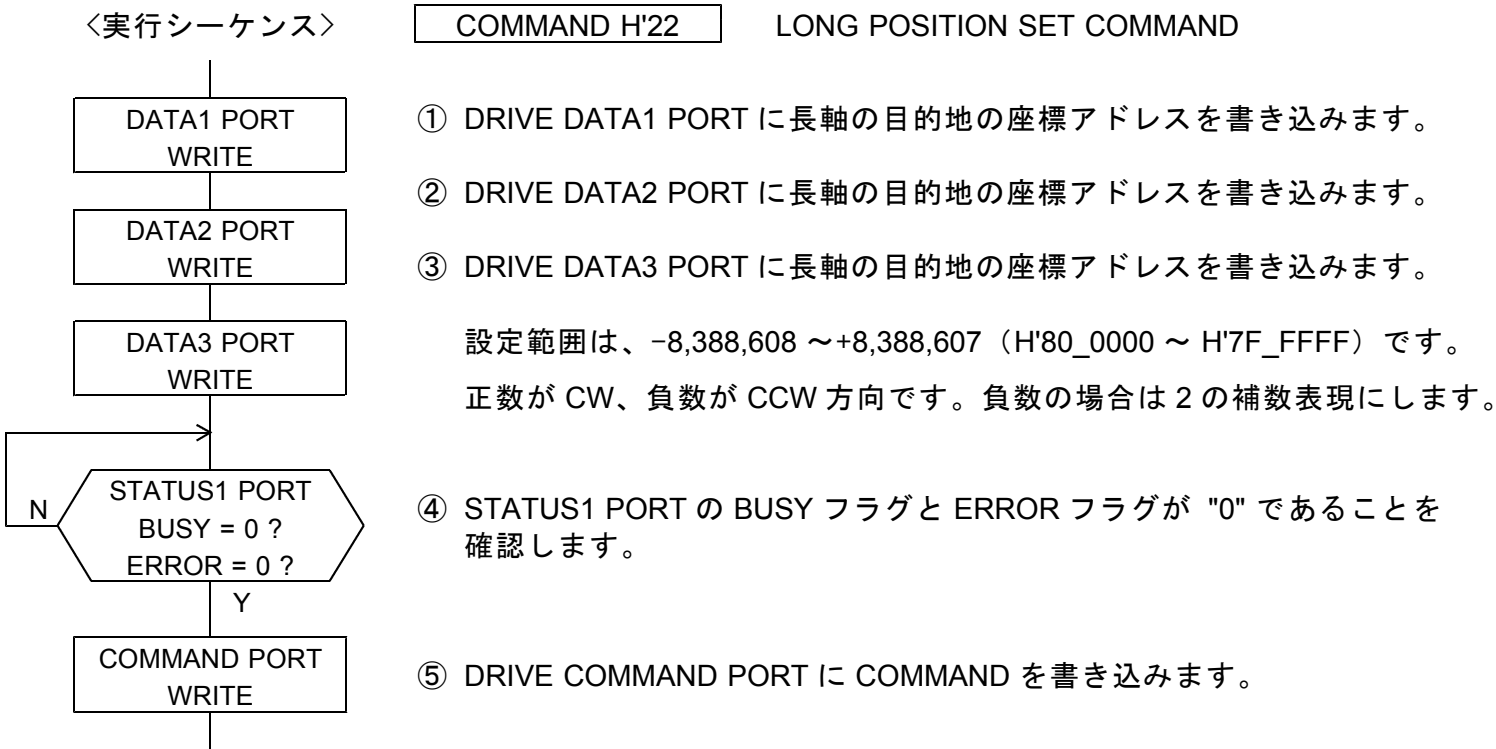 〈実行シーケンス〉
COMMAND H'22 LONG POSITION SET COMMAND
DATA1 PORT
WRITE
① DRIVE DATA1 PORT に長軸の目的地の座標アドレスを書き込みます。
DATA2 PORT
WRITE
② DRIVE DATA2 PORT に長軸の目的地の座標アドレスを書き込みます。
DATA3 PORT
WRITE
③ DRIVE DATA3 PORT に長軸の目的地の座標アドレスを書き込みます。
設定範囲は、−8,388,608 ～+8,388,607（H'80_0000 ～ H'7F_FFFF）です。
正数が CW、負数が CCW 方向です。負数の場合は 2 の補数表現にします。
STATUS1 PORT
BUSY = 0 ?
ERROR = 0 ?
N
Y
④ STATUS1 PORT の BUSY フラグと ERROR フラグが "0" であることを
確認します。
COMMAND PORT
WRITE
⑤ DRIVE COMMAND PORT に COMMAND を書き込みます。